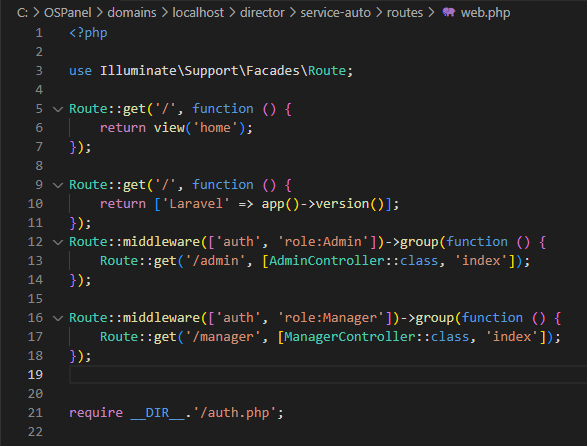 C: > OSPanel > domains > localhost > director > service-auto > routes > web.php
1 <?php
2
3 use Illuminate\Support\Facades\Route;
4
5 Route::get('/', function () {
6     return view('home');
7 });
8
9 Route::get('/', function () {
10     return ['Laravel' => app()->version()];
11 });
12 Route::middleware(['auth', 'role:Admin'])->group(function () {
13     Route::get('/admin', [AdminController::class, 'index']);
14 });
15
16 Route::middleware(['auth', 'role:Manager'])->group(function () {
17     Route::get('/manager', [ManagerController::class, 'index']);
18 });
19
20
21 require __DIR__.'/auth.php';
22